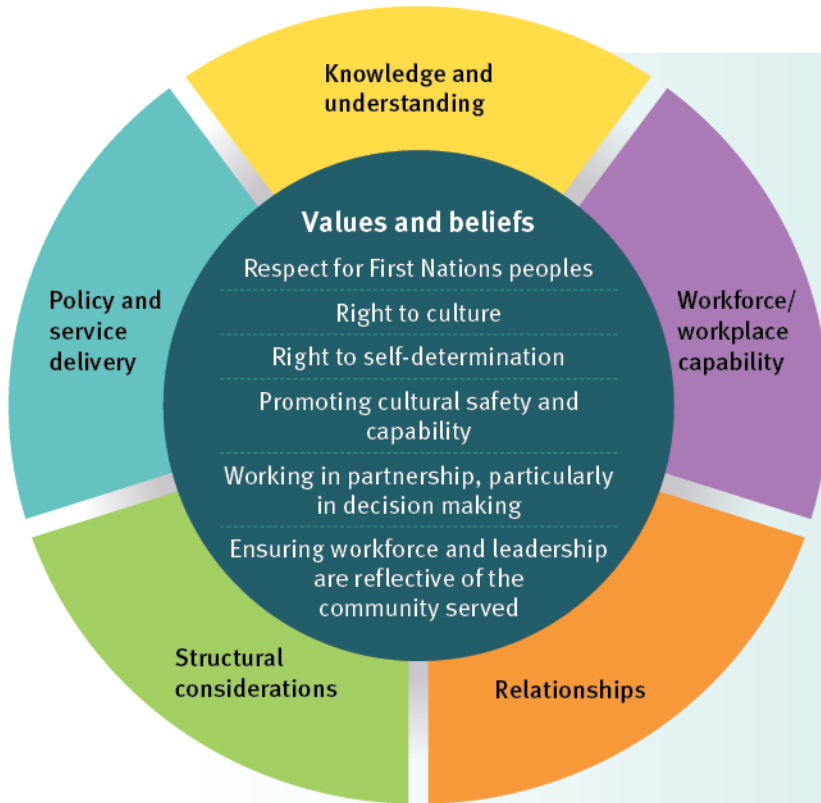 Knowledge and
understanding
Values and beliefs
Respect for First Nations peoples
Right to culture
Right to self-determination
Promoting cultural safety and
capability
Working in partnership, particularly
in decision making
Ensuring workforce and leadership
are reflective of the
community served
Policy and
service
delivery
Workforce/
workplace
capability
Structural
considerations
Relationships